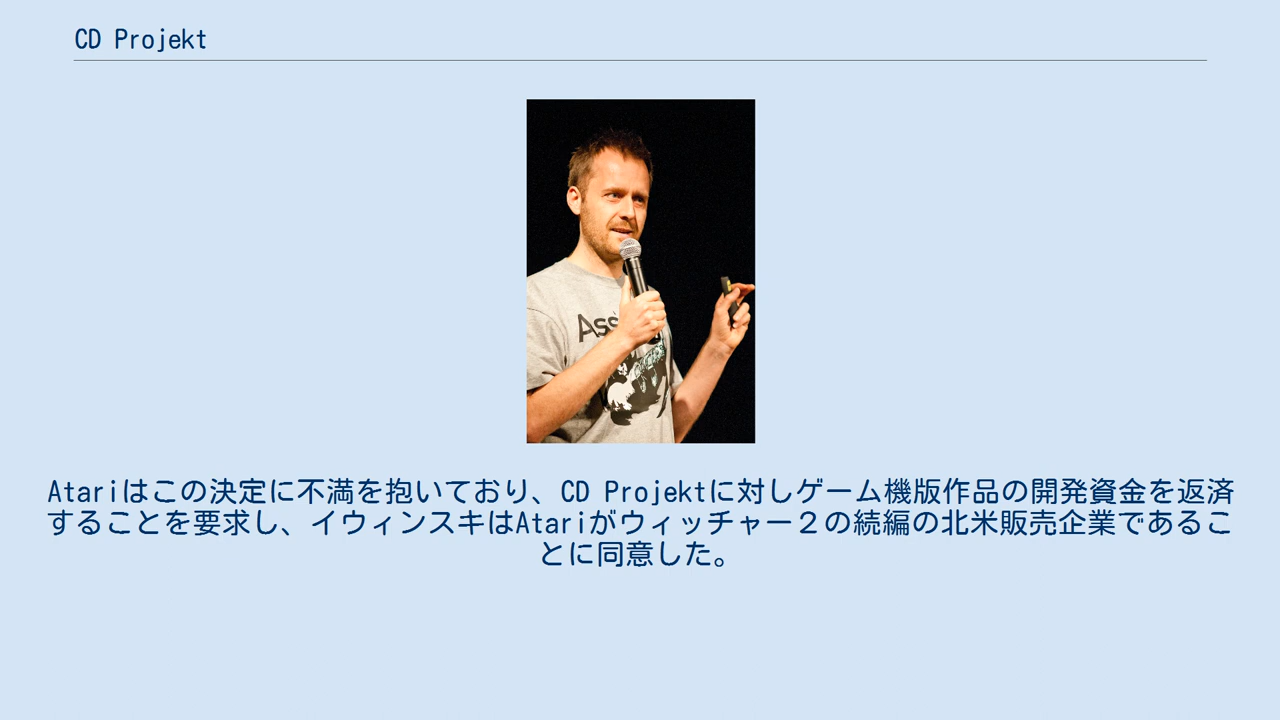 CD Projekt
Ass
Atariはこの決定に不満を抱いており、CD Projektに対しゲーム機版作品の開発資金を返済
することを要求し、イウィンスキはAtariがウィッチャー２の続編の北米販売企業であるこ
とに同意した。